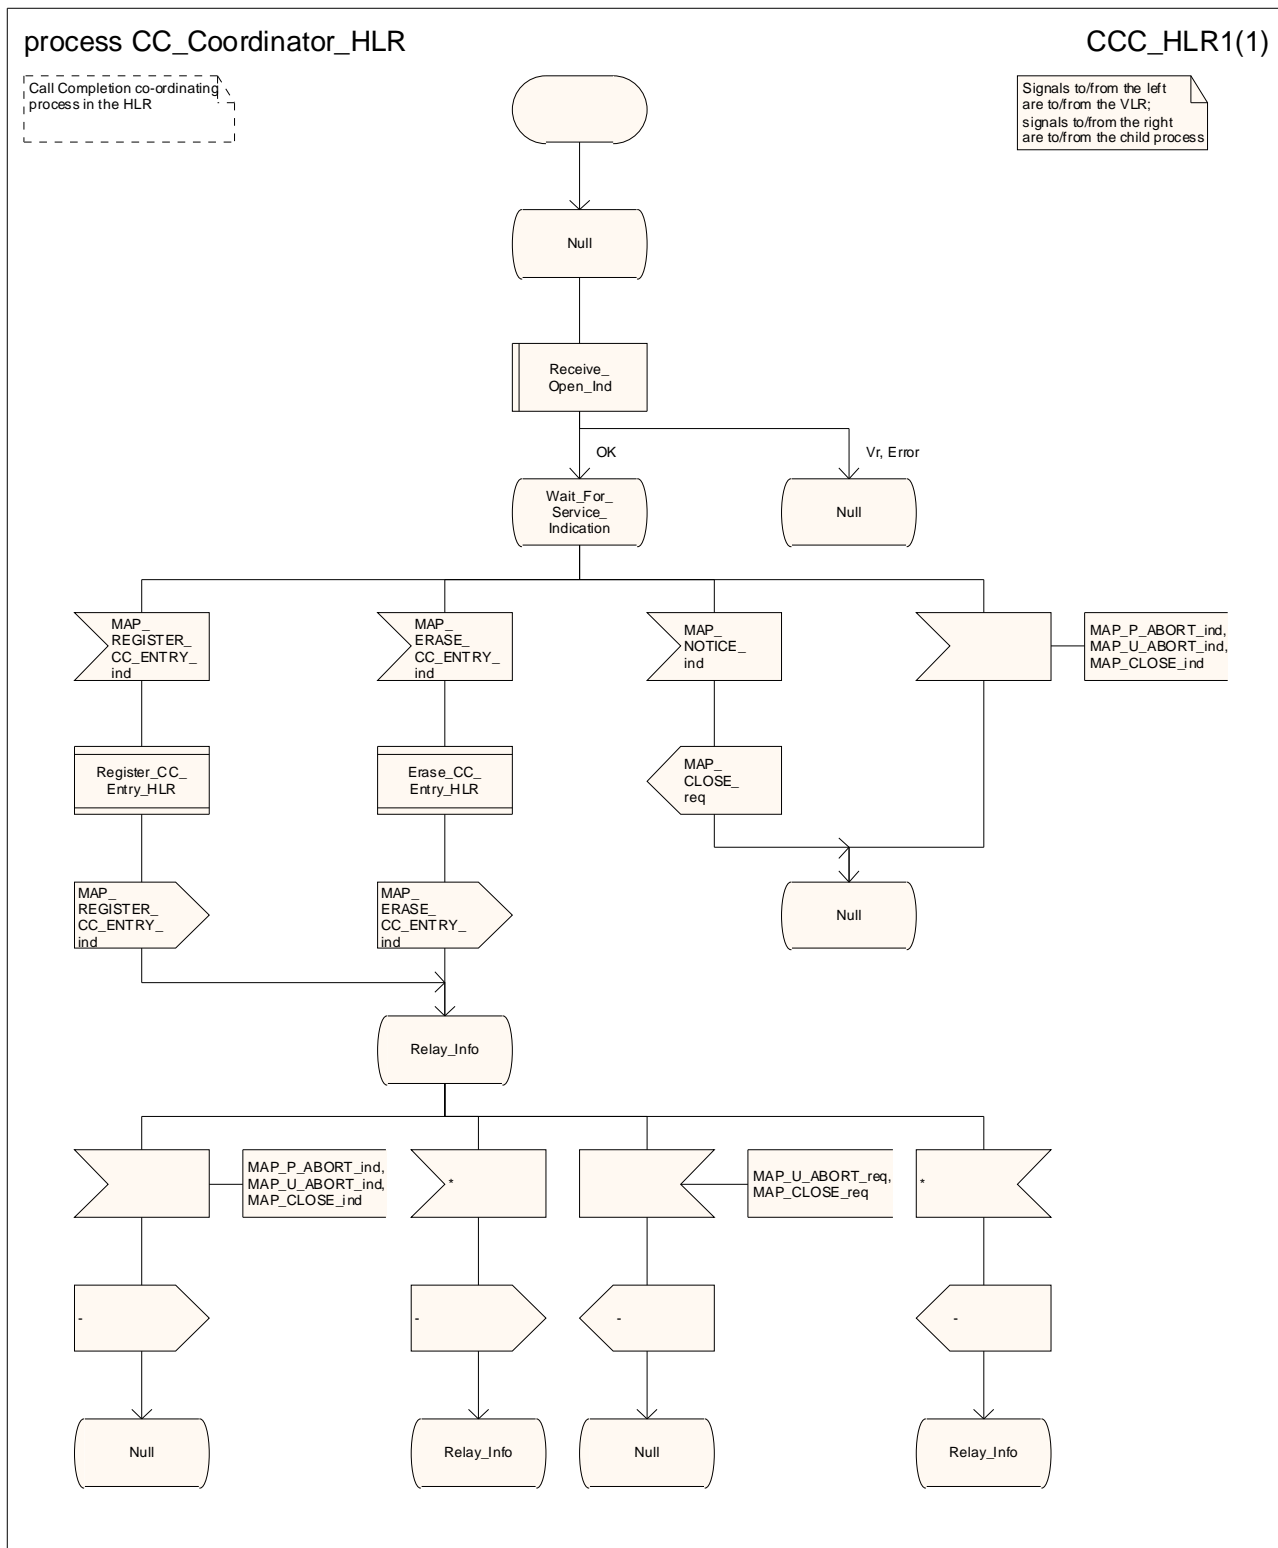 process CC_Coordinator_HLR
CCC_HLR1(1)
Call Completion co-ordinating
process in the HLR
Signals to/from the left
are to/from the VLR;
signals to/from the right
are to/from the child process
Null
Receive_
Open_Ind
OK
Vr, Error
Wait_For_
Service_
Indication
Null
MAP_
REGISTER_
CC_ENTRY_
ind
MAP_
ERASE_
CC_ENTRY_
ind
MAP_
NOTICE_
ind
MAP_P_ABORT_ind,
MAP_U_ABORT_ind,
MAP_CLOSE_ind
Register_CC_
Entry_HLR
Erase_CC_
Entry_HLR
MAP_
CLOSE_
req
MAP_
REGISTER_
CC_ENTRY_
ind
MAP_
ERASE_
CC_ENTRY_
ind
Null
Relay_Info
MAP_P_ABORT_ind,
MAP_U_ABORT_ind,
MAP_CLOSE_ind
*
MAP_U_ABORT_req,
MAP_CLOSE_req
*
-
-
-
-
Null
Relay_Info
Null
Relay_Info